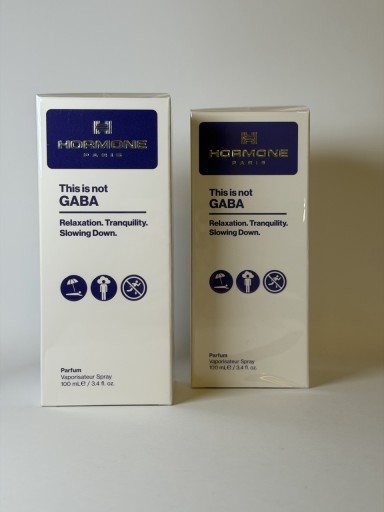 HORMONE
PARIS
This is not
GABA
Relaxation. Tranquility.
Slowing Down.
Parfum
Vaporisateur Spray
100 mL℮ / 3.4 fl. oz.
HORMONE
PARIS
This is not
GABA
Relaxation. Tranquility.
Slowing Down.
Parfum
Vaporisateur Spray
100 mL℮ / 3.4 fl. oz.